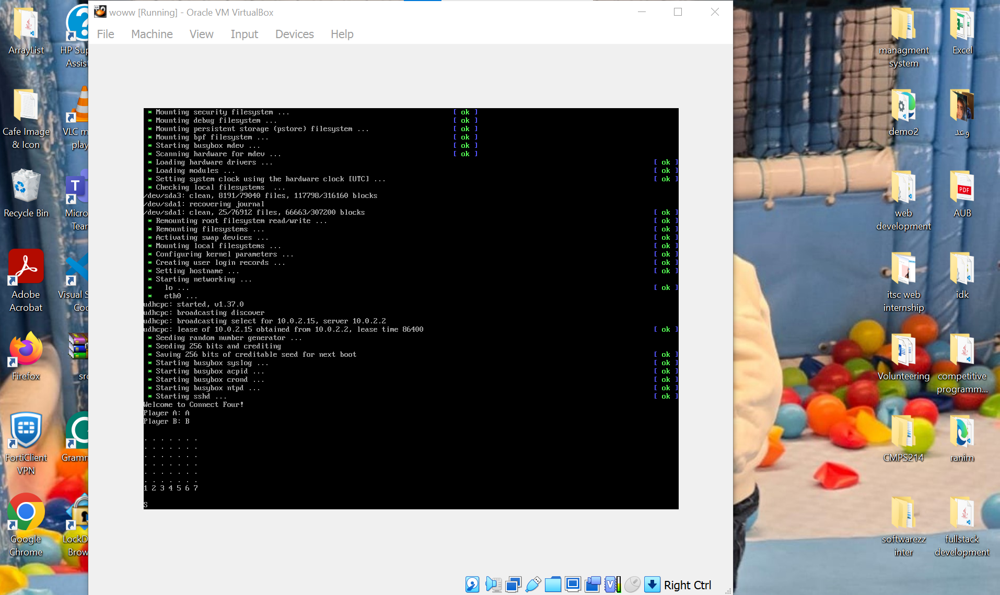 woww [Running] - Oracle VM VirtualBox
File Machine View Input Devices Help
* Mounting security filesystem ... [ ok ]
* Mounting debug filesystem ... [ ok ]
* Mounting persistent storage (pstore) filesystem ... [ ok ]
* Mounting bpf filesystem ... [ ok ]
* Starting busybox mdev ... [ ok ]
* Scanning hardware for mdev ... [ ok ]
* Loading hardware drivers ... [ ok ]
* Loading modules ... [ ok ]
* Setting system clock using the hardware clock [UTC] ... [ ok ]
* Checking local filesystems  ...
/dev/sda3: clean, 8191/79040 files, 117798/316160 blocks
/dev/sda1: recovering journal
/dev/sda1: clean, 25/76912 files, 66663/307200 blocks [ ok ]
* Remounting root filesystem read/write ... [ ok ]
* Remounting filesystems ... [ ok ]
* Activating swap devices ... [ ok ]
* Mounting local filesystems ... [ ok ]
* Configuring kernel parameters ... [ ok ]
* Creating user login records ... [ ok ]
* Setting hostname ... [ ok ]
* Starting networking ...
*   lo ... [ ok ]
*   eth0 ...
udhcpc: started, v1.37.0
udhcpc: broadcasting discover
udhcpc: broadcasting select for 10.0.2.15, server 10.0.2.2
udhcpc: lease of 10.0.2.15 obtained from 10.0.2.2, lease time 86400 [ ok ]
* Seeding random number generator ...
* Seeding 256 bits and crediting
* Saving 256 bits of creditable seed for next boot [ ok ]
* Starting busybox syslog ... [ ok ]
* Starting busybox acpid ... [ ok ]
* Starting busybox crond ... [ ok ]
* Starting busybox ntpd ... [ ok ]
* Starting sshd ... [ ok ]
Welcome to Connect Four!
Player A: A
Player B: B
. . . . . . .
. . . . . . .
. . . . . . .
. . . . . . .
. . . . . . .
. . . . . . .
1 2 3 4 5 6 7
S
Right Ctrl
ArrayList
HP Sup
Assist
Cafe Image
& Icon
VLC m
play
Recycle Bin
Micro
Tear
Adobe
Acrobat
Visual S
Coc
Firefox
src
FortiClient
VPN
Gramn
Google
Chrome
LockD
Brow
managment
system
Excel
demo2
وعد
web
development
AUB
PDF
itsc web
internship
idk
Volunteering
competitive
programm...
CMPS214
ranim
softwarezz
inter
fullstack
development